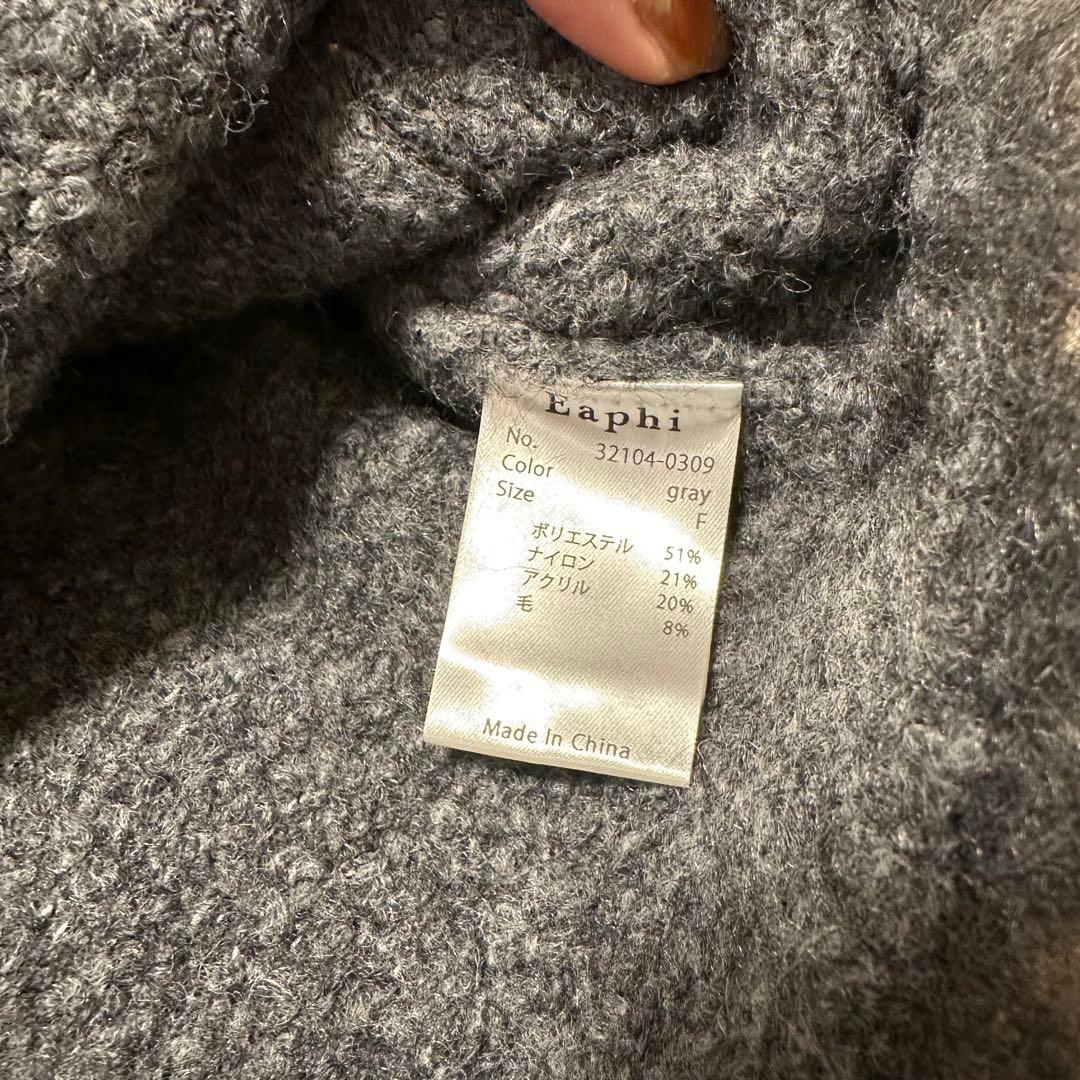 Eaphi
No. 32104-0309
Color gray
Size F
ポリエステル 51%
ナイロン 21%
アクリル 20%
毛 8%
Made In China